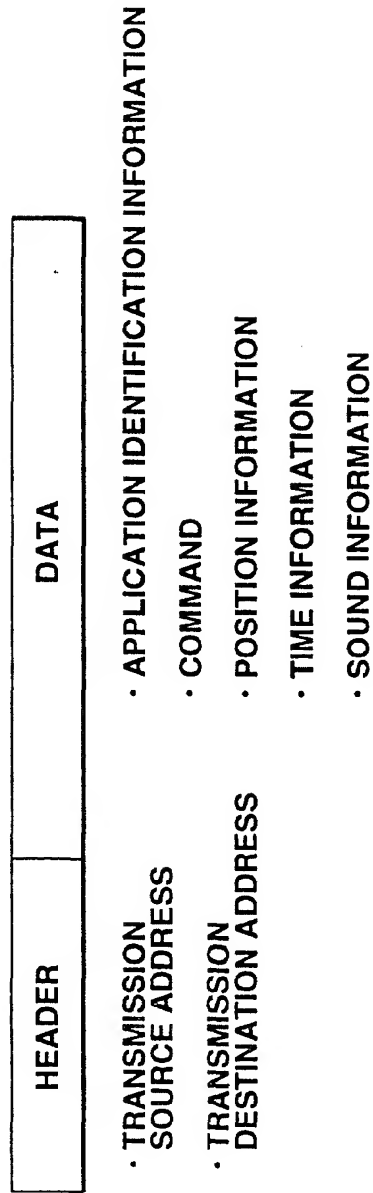 HEADER
DATA
· TRANSMISSION
SOURCE ADDRESS
· TRANSMISSION
DESTINATION ADDRESS
· APPLICATION IDENTIFICATION INFORMATION
· COMMAND
· POSITION INFORMATION
· TIME INFORMATION
· SOUND INFORMATION